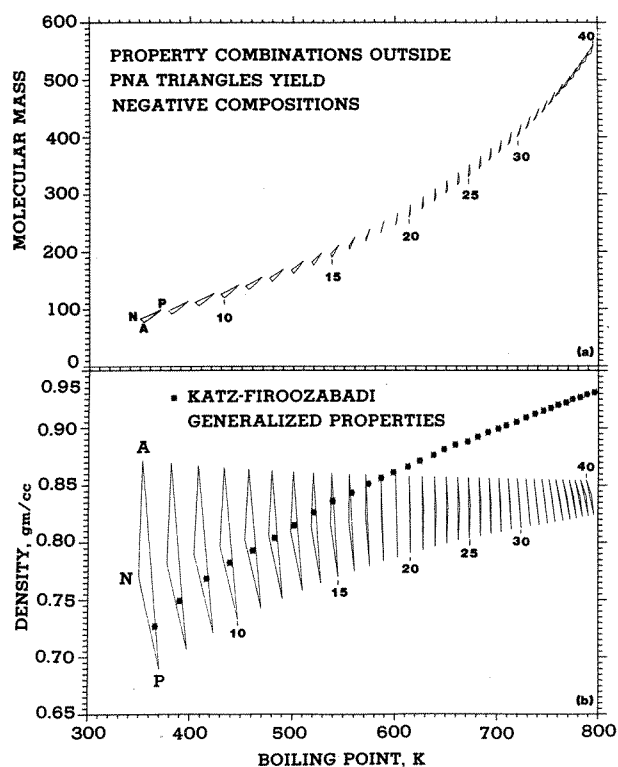 600
500
400
300
200
100
0
MOLECULAR MASS
PROPERTY COMBINATIONS OUTSIDE
PNA TRIANGLES YIELD
NEGATIVE COMPOSITIONS
40
30
25
20
15
10
N
P
A
(a)
0.95
0.90
0.85
0.80
0.75
0.70
0.65
DENSITY, gm/cc
KATZ-FIROOZABADI
GENERALIZED PROPERTIES
A
N
P
40
30
25
20
15
10
(b)
300
400
500
600
700
800
BOILING POINT, K